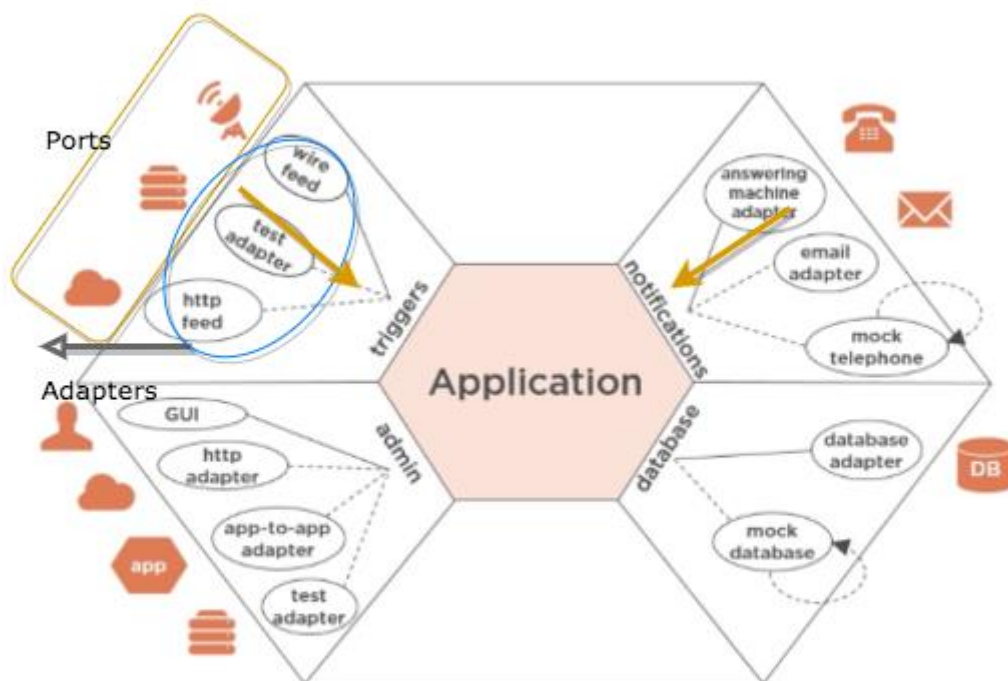 Ports
wire
feed
test
adapter
http
feed
triggers
Adapters
GUI
http
adapter
app-to-app
adapter
test
adapter
admin
app
Application
answering
machine
adapter
email
adapter
mock
telephone
notifications
database
adapter
mock
database
database
DB